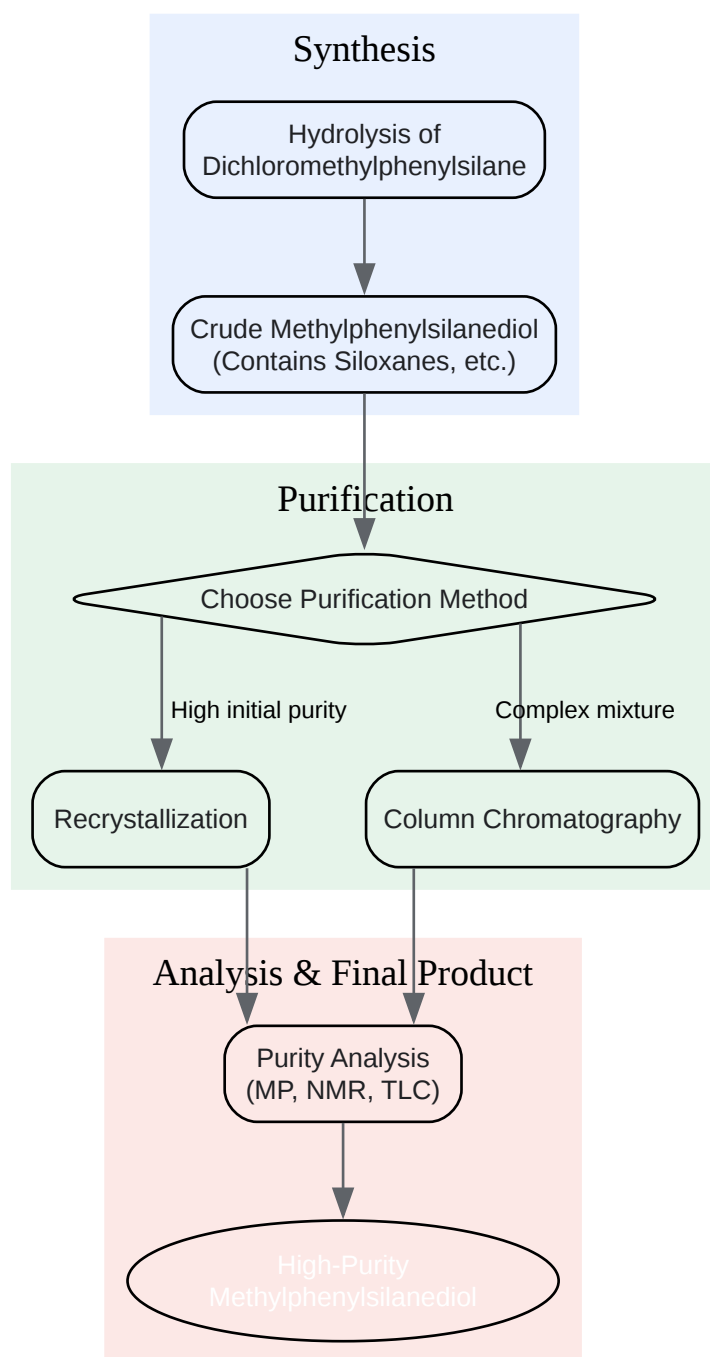 Synthesis
Hydrolysis of
Dichloromethylphenylsilane
Crude Methylphenylsilanediol
(Contains Siloxanes, etc.)
Purification
Choose Purification Method
High initial purity
Complex mixture
Recrystallization
Column Chromatography
Analysis & Final Product
Purity Analysis
(MP, NMR, TLC)
High-Purity
Methylphenylsilanediol